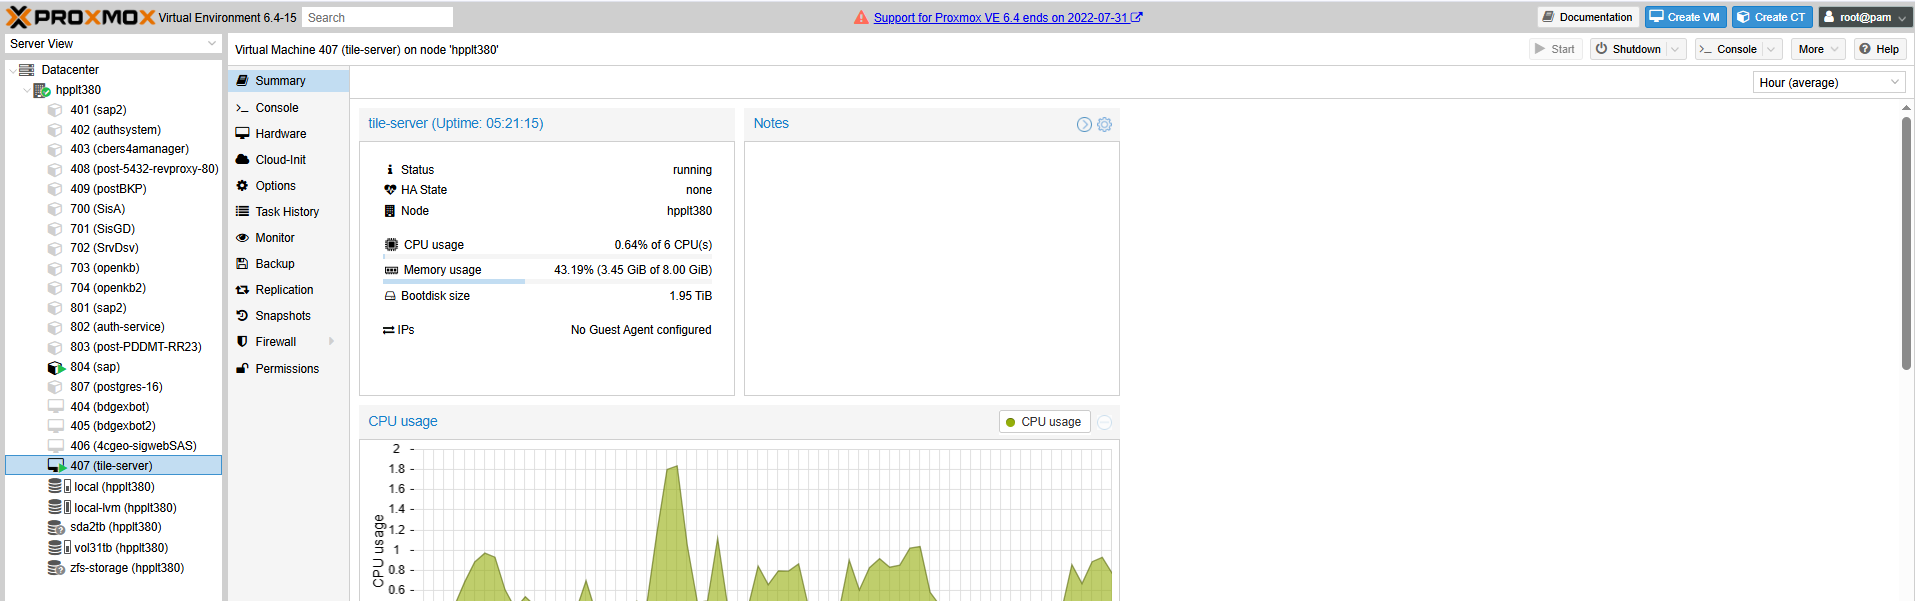 PROXMOX Virtual Environment 6.4-15 Search Support for Proxmox VE 6.4 ends on 2022-07-31 Documentation Create VM Create CT root@pam
Server View
Virtual Machine 407 (tile-server) on node 'hpplt380' Start Shutdown Console More Help
Datacenter
hpplt380
401 (sap2)
402 (authsystem)
403 (cbers4amanager)
408 (post-5432-revproxy-80)
409 (postBKP)
700 (SisA)
701 (SisGD)
702 (SrvDsv)
703 (openkb)
704 (openkb2)
801 (sap2)
802 (auth-service)
803 (post-PDDMT-RR23)
804 (sap)
807 (postgres-16)
404 (bdgexbot)
405 (bdgexbot2)
406 (4cgeo-sigwebSAS)
407 (tile-server)
local (hpplt380)
local-lvm (hpplt380)
sda2tb (hpplt380)
vol31tb (hpplt380)
zfs-storage (hpplt380)
Summary
Console
Hardware
Cloud-Init
Options
Task History
Monitor
Backup
Replication
Snapshots
Firewall
Permissions
Hour (average)
tile-server (Uptime: 05:21:15)
Status running
HA State none
Node hpplt380
CPU usage 0.64% of 6 CPU(s)
Memory usage 43.19% (3.45 GiB of 8.00 GiB)
Bootdisk size 1.95 TiB
IPs No Guest Agent configured
Notes
CPU usage
CPU usage
CPU usage
2
1.8
1.6
1.4
1.2
1
0.8
0.6